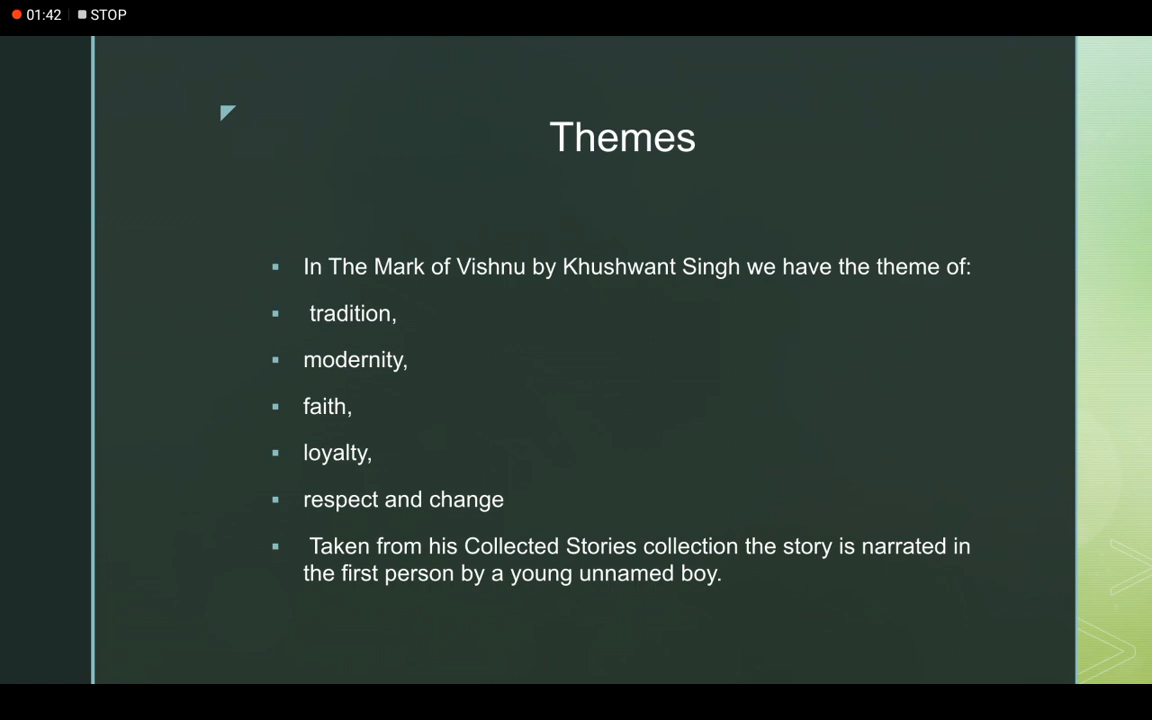 01:42 STOP
Themes
In The Mark of Vishnu by Khushwant Singh we have the theme of:
tradition,
modernity,
faith,
loyalty,
respect and change
Taken from his Collected Stories collection the story is narrated in
the first person by a young unnamed boy.